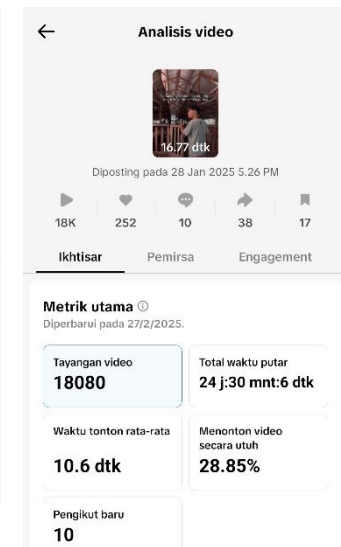 Analisis video
16.77 dtk
Diposting pada 28 Jan 2025 5.26 PM
18K 252 10 38 17
Ikhtisar Pemirsa Engagement
Metrik utama
Diperbarui pada 27/2/2025.
Tayangan video
18080
Total waktu putar
24 j:30 mnt:6 dtk
Waktu tonton rata-rata
10.6 dtk
Menonton video
secara utuh
28.85%
Pengikut baru
10